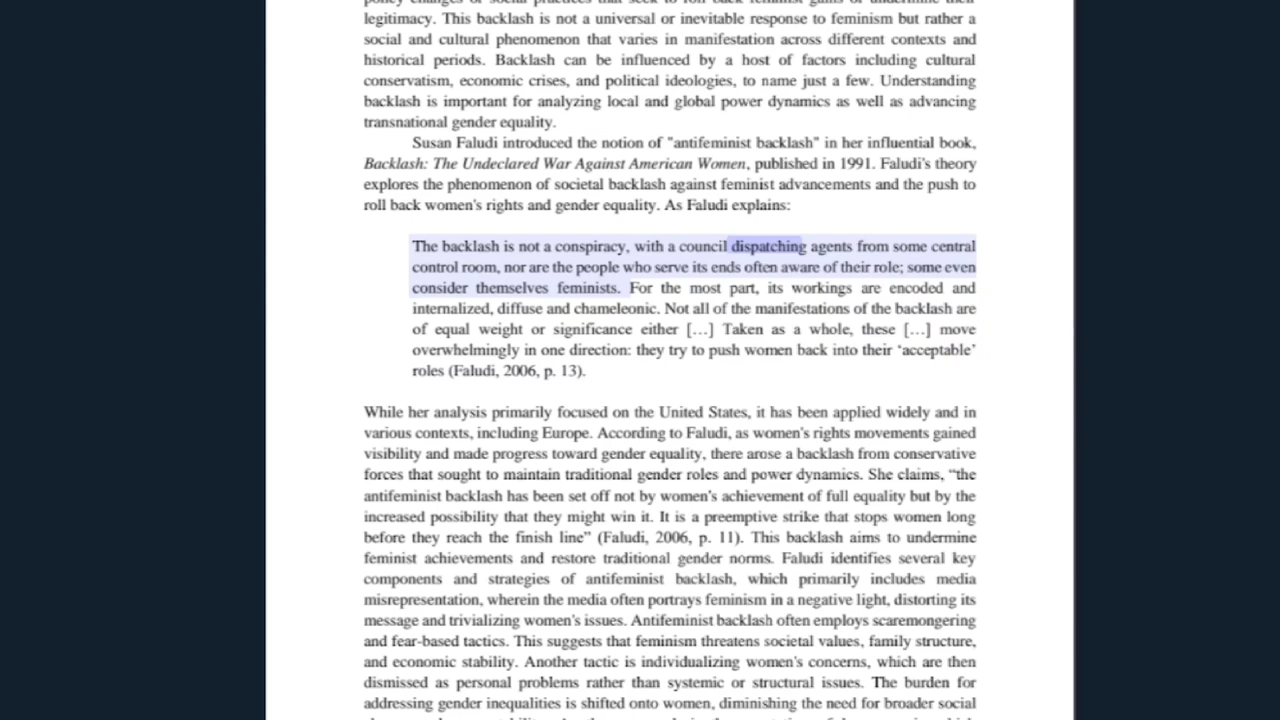 legitimacy. This backlash is not a universal or inevitable response to feminism but rather a
social and cultural phenomenon that varies in manifestation across different contexts and
historical periods. Backlash can be influenced by a host of factors including cultural
conservatism, economic crises, and political ideologies, to name just a few. Understanding
backlash is important for analyzing local and global power dynamics as well as advancing
transnational gender equality.
Susan Faludi introduced the notion of "antifeminist backlash" in her influential book,
Backlash: The Undeclared War Against American Women, published in 1991. Faludi's theory
explores the phenomenon of societal backlash against feminist advancements and the push to
roll back women's rights and gender equality. As Faludi explains:
The backlash is not a conspiracy, with a council dispatching agents from some central
control room, nor are the people who serve its ends often aware of their role; some even
consider themselves feminists. For the most part, its workings are encoded and
internalized, diffuse and chameleonic. Not all of the manifestations of the backlash are
of equal weight or significance either […] Taken as a whole, these […] move
overwhelmingly in one direction: they try to push women back into their ‘acceptable’
roles (Faludi, 2006, p. 13).
While her analysis primarily focused on the United States, it has been applied widely and in
various contexts, including Europe. According to Faludi, as women's rights movements gained
visibility and made progress toward gender equality, there arose a backlash from conservative
forces that sought to maintain traditional gender roles and power dynamics. She claims, “the
antifeminist backlash has been set off not by women's achievement of full equality but by the
increased possibility that they might win it. It is a preemptive strike that stops women long
before they reach the finish line” (Faludi, 2006, p. 11). This backlash aims to undermine
feminist achievements and restore traditional gender norms. Faludi identifies several key
components and strategies of antifeminist backlash, which primarily includes media
misrepresentation, wherein the media often portrays feminism in a negative light, distorting its
message and trivializing women's issues. Antifeminist backlash often employs scaremongering
and fear-based tactics. This suggests that feminism threatens societal values, family structure,
and economic stability. Another tactic is individualizing women's concerns, which are then
dismissed as personal problems rather than systemic or structural issues. The burden for
addressing gender inequalities is shifted onto women, diminishing the need for broader social